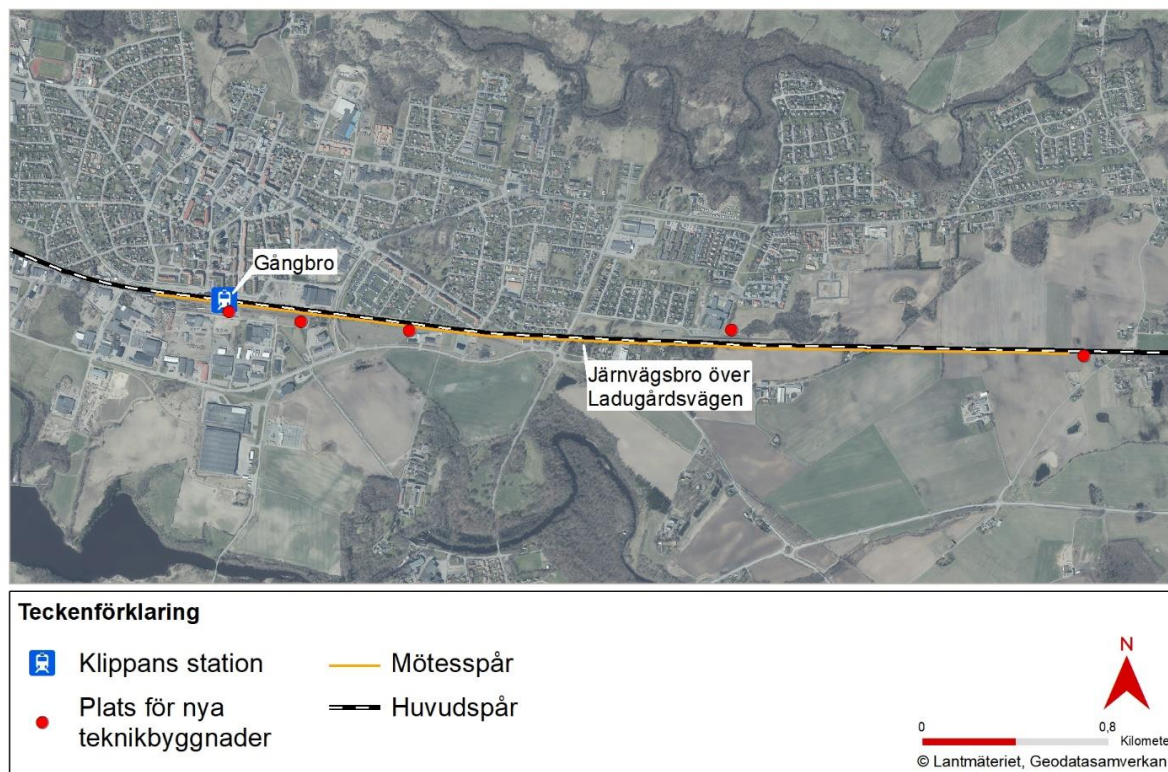 Gångbro
Järnvägsbro över
Ladugårdsvägen
Teckenförklaring
Klippans station
Mötesspår
Plats för nya
teknikbyggnader
Huvudspår
N
0
0,8
Kilomete
© Lantmäteriet, Geodatasamverkan